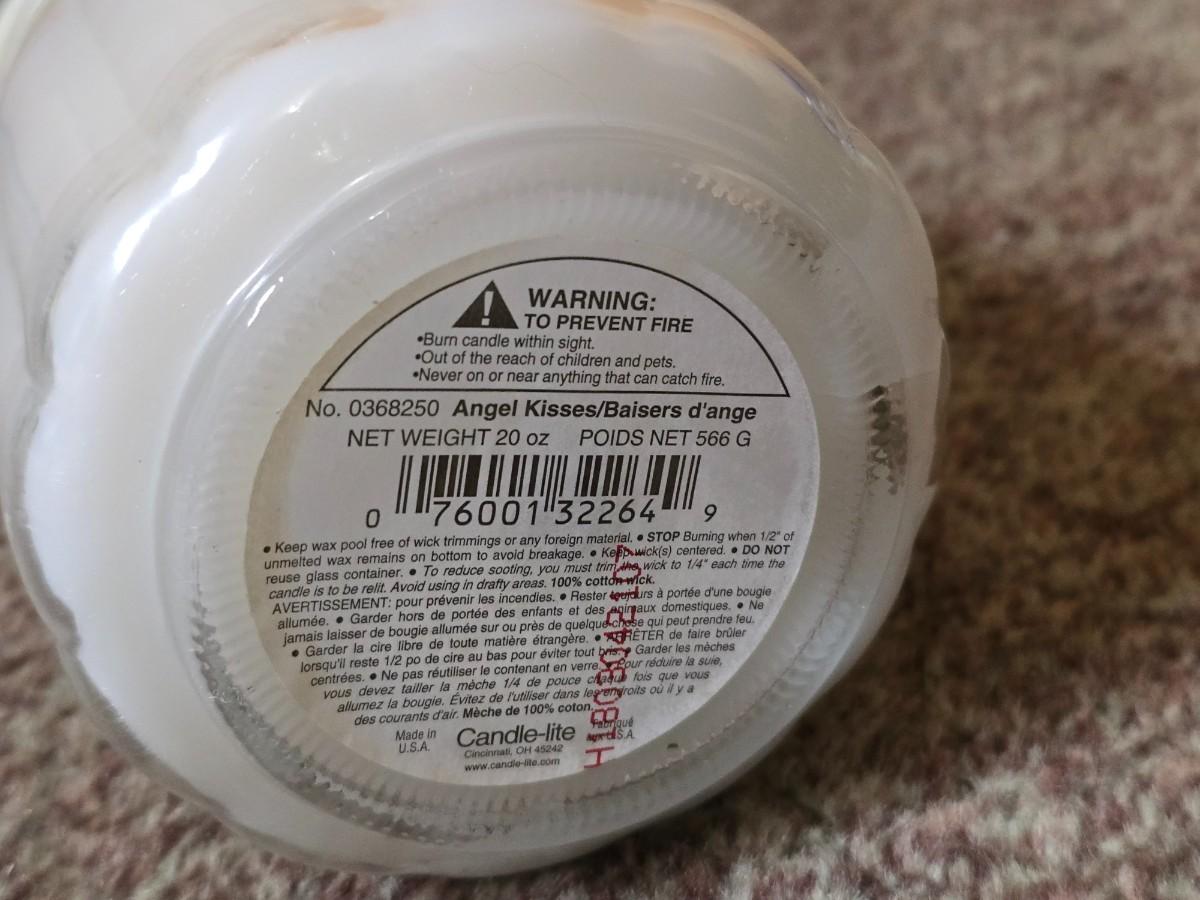 WARNING:
TO PREVENT FIRE
•Burn candle within sight.
•Out of the reach of children and pets.
•Never on or near anything that can catch fire.
No. 0368250 Angel Kisses/Baisers d'ange
NET WEIGHT 20 oz POIDS NET 566 G
0 76001 32264 9
• Keep wax pool free of wick trimmings or any foreign material. • STOP Burning when 1/2" of
unmelted wax remains on bottom to avoid breakage. • Keep wick(s) centered. • DO NOT
reuse glass container. • To reduce sooting, you must trim the wick to 1/4" each time the
candle is to be relit. Avoid using in drafty areas. 100% cotton wick.
AVERTISSEMENT: pour prévenir les incendies. • Rester toujours à portée d'une bougie
allumée. • Garder hors de portée des enfants et des animaux domestiques. • Ne
jamais laisser de bougie allumée sur ou près de quelque chose qui peut prendre feu.
• Garder la cire libre de toute matière étrangère. • ARRÊTER de faire brûler
lorsqu'il reste 1/2 po de cire au bas pour éviter tout bris. • Garder les mèches
centrées. • Ne pas réutiliser le contenant en verre. • Pour réduire la suie,
vous devez tailler la mèche 1/4 de pouce chaque fois que vous
allumez la bougie. Évitez de l'utiliser dans les endroits où il y a
des courants d'air. Mèche de 100% coton.
Made in
U.S.A.
Candle-lite
Cincinnati, OH 45242
www.candle-lite.com
Fabriqué
aux U.S.A.